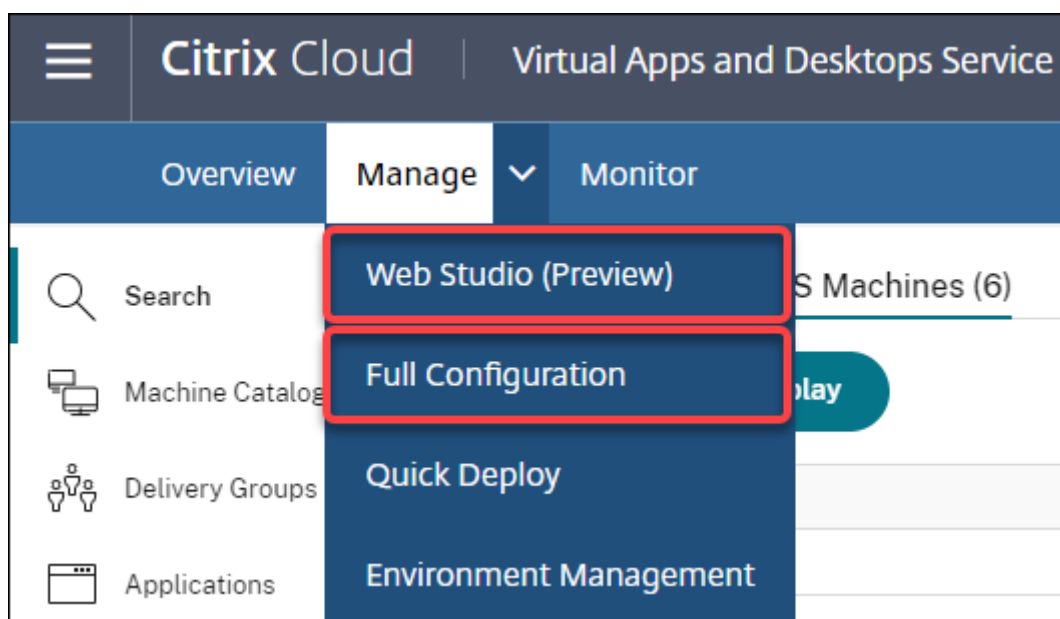 Citrix Cloud
Virtual Apps and Desktops Service
Overview
Manage
Monitor
Search
Machine Catalog
Delivery Groups
Applications
Web Studio (Preview)
Full Configuration
Quick Deploy
Environment Management
S Machines (6)
play